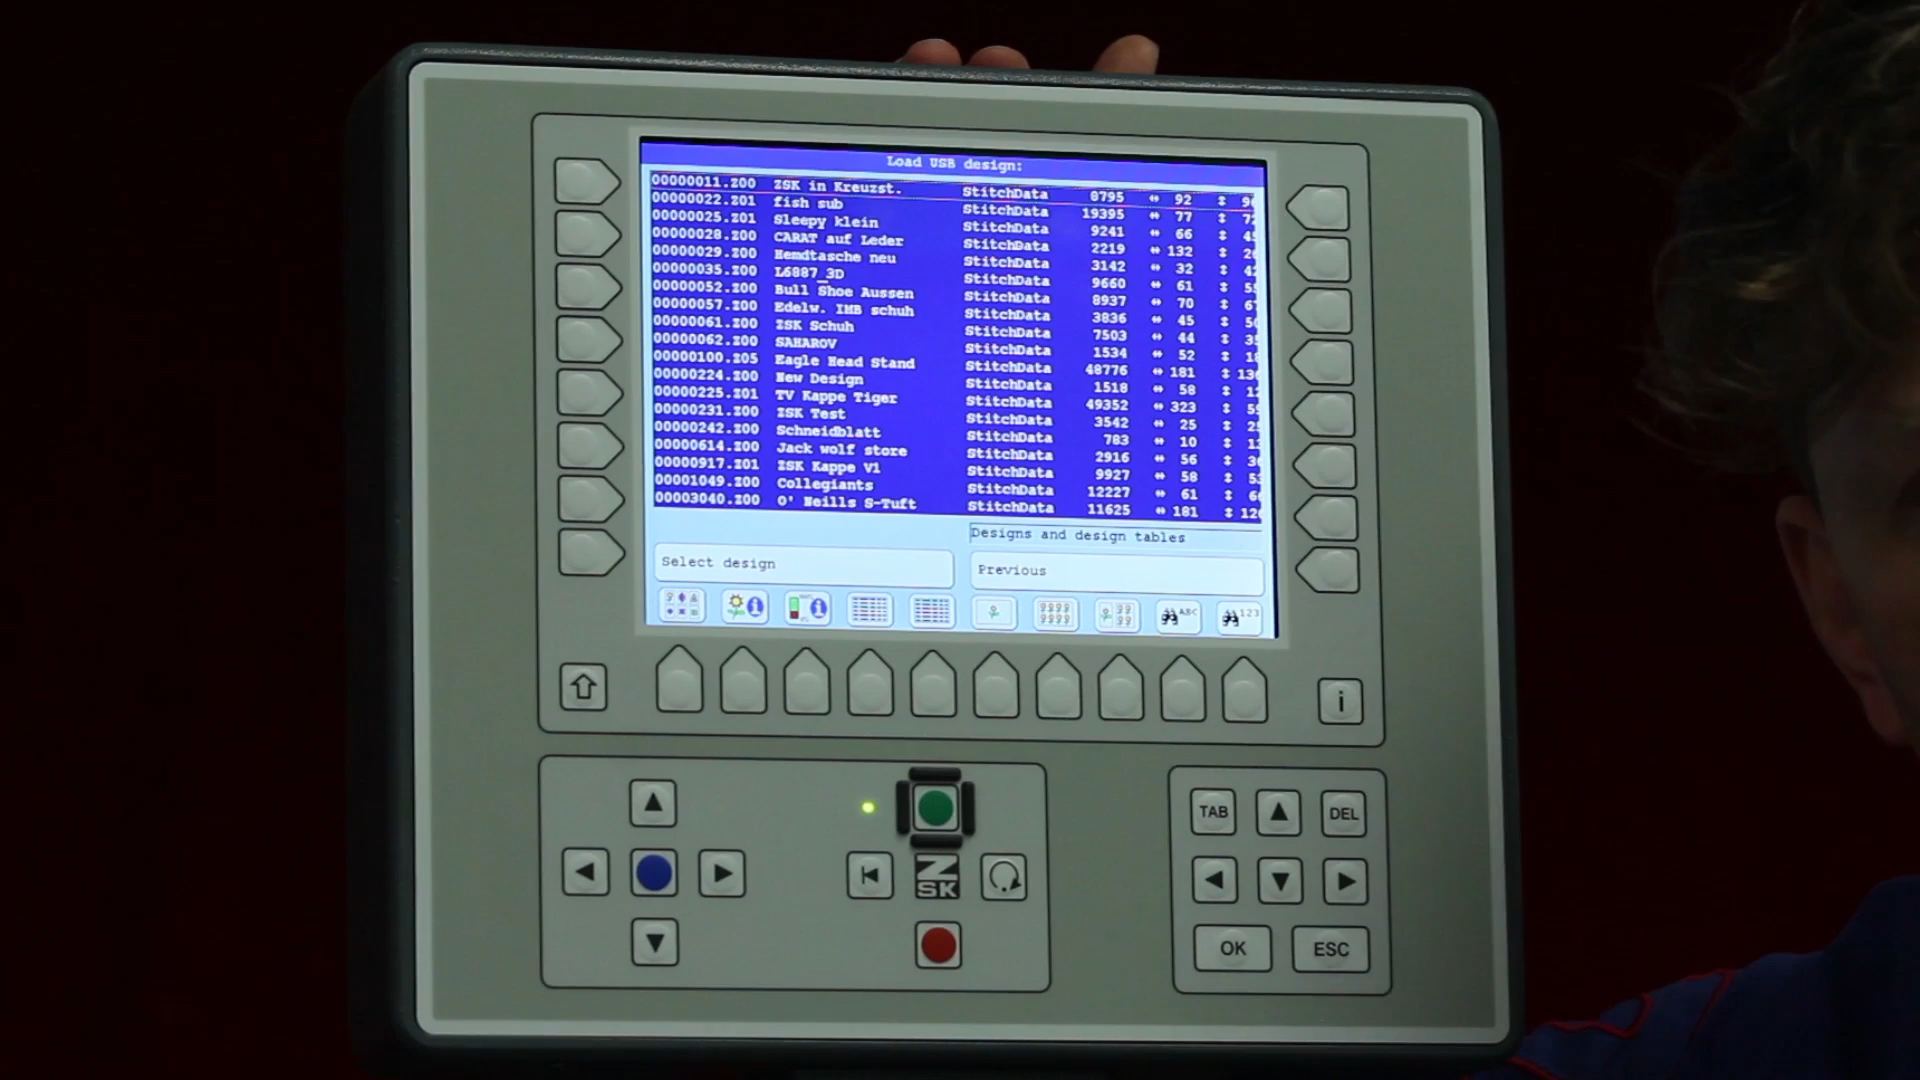 Load USB design:
00000011.Z00 ZSK in Kreuzst. StitchData 8795 ↔ 92 ↕
00000022.Z01 fish sub StitchData 19395 ↔ 77 ↕
00000025.Z01 Sleepy klein StitchData 9241 ↔ 66 ↕
00000028.Z00 CARAT auf Leder StitchData 2219 ↔ 132 ↕
00000029.Z00 Hemdtasche neu StitchData 3142 ↔ 32 ↕
00000035.Z00 L6887_3D StitchData 9660 ↔ 61 ↕
00000052.Z00 Bull Shoe Aussen StitchData 8937 ↔ 70 ↕
00000057.Z00 Edelw. IHB schuh StitchData 3836 ↔ 45 ↕
00000061.Z00 ZSK Schuh StitchData 7503 ↔ 44 ↕
00000062.Z00 SAHAROV StitchData 1534 ↔ 52 ↕
00000100.Z05 Eagle Head Stand StitchData 48776 ↔ 181 ↕
00000224.Z00 New Design StitchData 1518 ↔ 58 ↕
00000225.Z01 TV Kappe Tiger StitchData 49352 ↔ 323 ↕
00000231.Z00 ZSK Test StitchData 3542 ↔ 25 ↕
00000242.Z00 Schneidblatt StitchData 783 ↔ 10 ↕
00000614.Z00 Jack wolf store StitchData 2916 ↔ 56 ↕
00000917.Z01 ZSK Kappe V1 StitchData 9927 ↔ 58 ↕
00001049.Z00 Collegiants StitchData 12227 ↔ 61 ↕
00003040.Z00 O' Neills S-Tuft StitchData 11625 ↔ 181 ↕
Designs and design tables
Select design
Previous
ABC
123
i
TAB
DEL
ZSK
OK
ESC